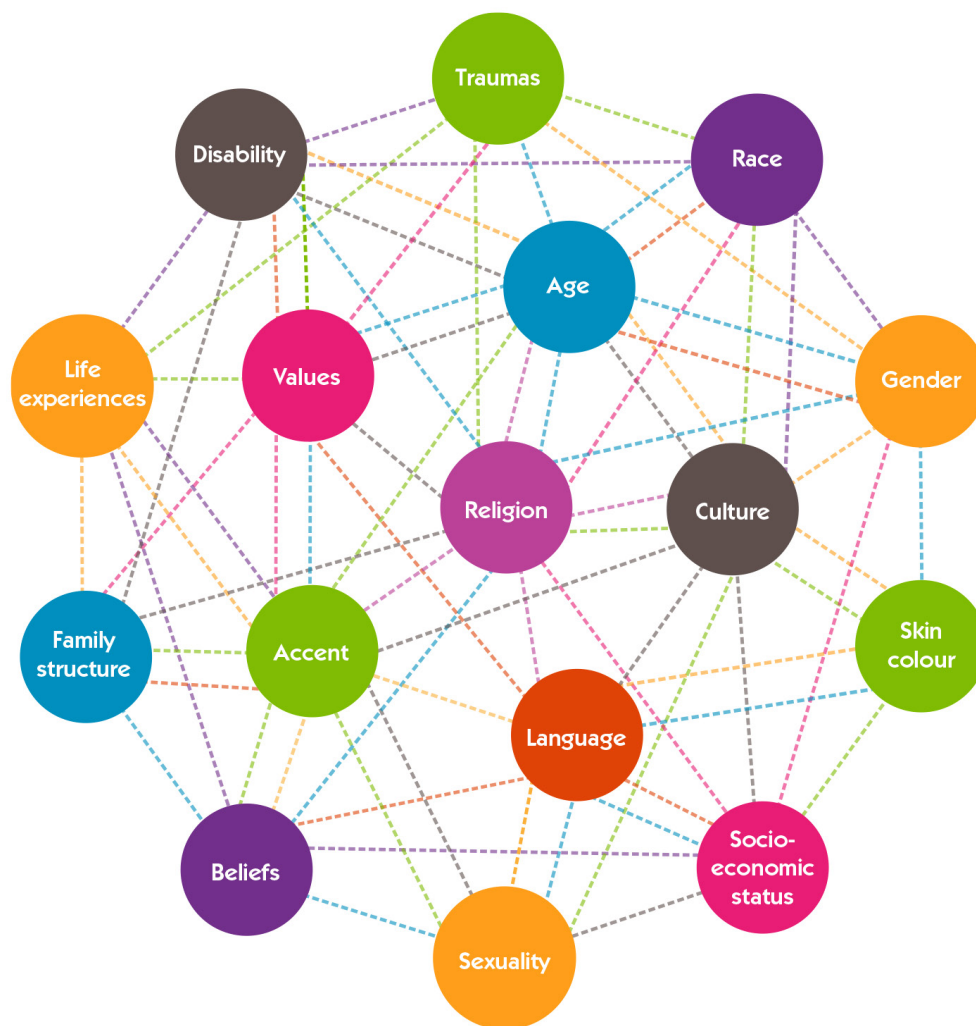 Traumas
Disability
Race
Age
Life
experiences
Values
Gender
Religion
Culture
Family
structure
Accent
Skin
colour
Language
Beliefs
Socio-
economic
status
Sexuality